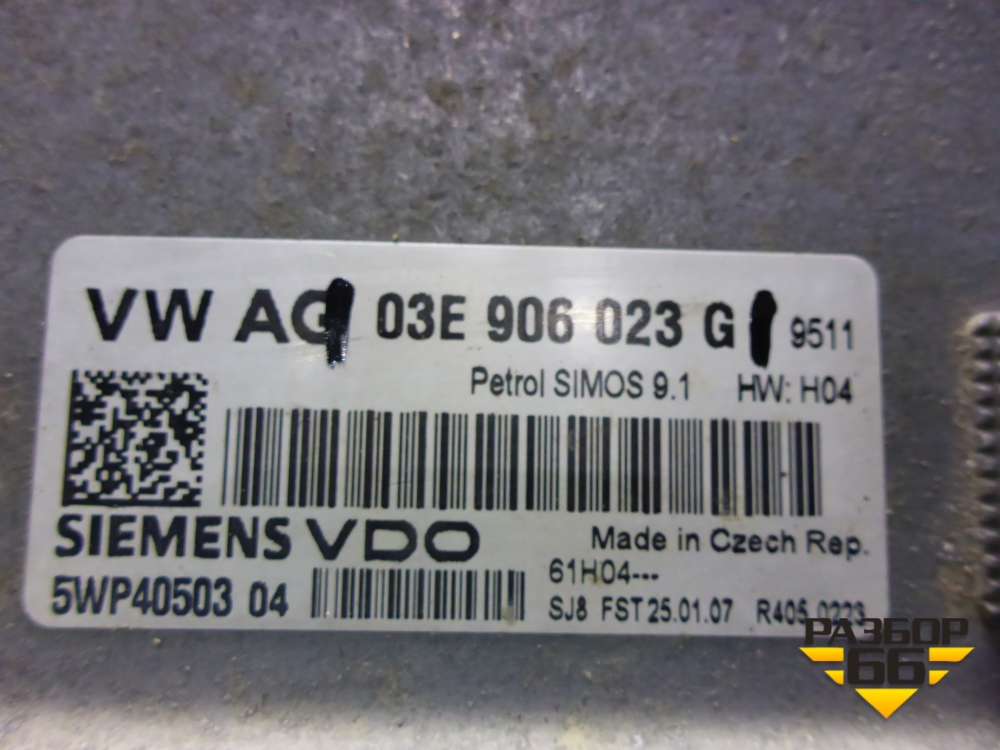 VW AG 03E 906 023 G 9511
Petrol SIMOS 9.1 HW: H04
SIEMENS VDO Made in Czech Rep.
5WP40503 04 61H04---
SJ8 FST 25.01.07 R405 0223
РАЗБОР
66